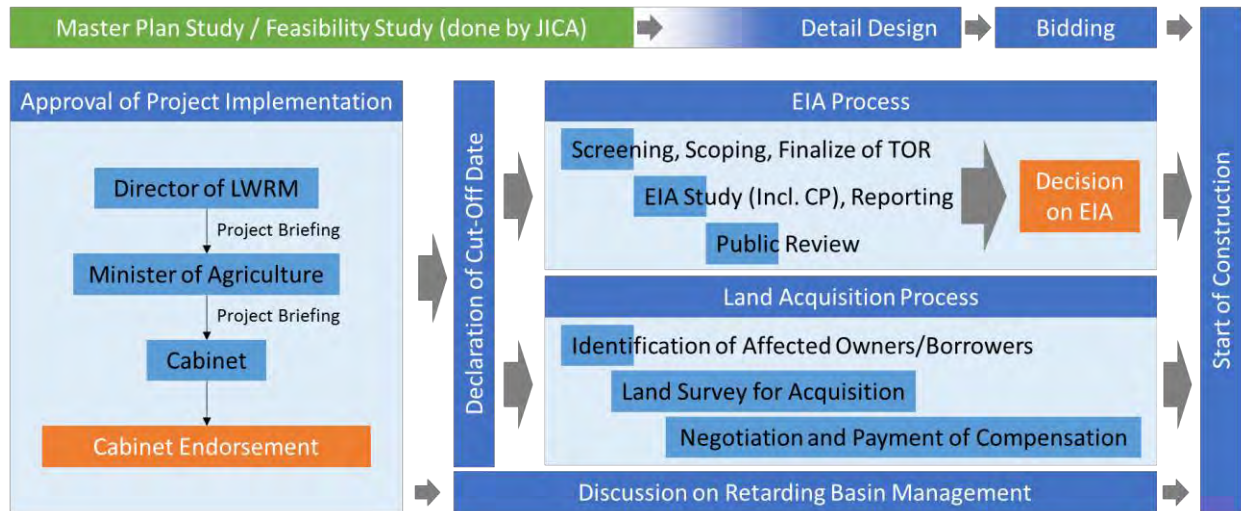 Master Plan Study / Feasibility Study (done by JICA)
Detail Design
Bidding
Approval of Project Implementation
Director of LWRM
Project Briefing
Minister of Agriculture
Project Briefing
Cabinet
Cabinet Endorsement
Declaration of Cut-Off Date
EIA Process
Screening, Scoping, Finalize of TOR
EIA Study (Incl. CP), Reporting
Public Review
Decision
on EIA
Land Acquisition Process
Identification of Affected Owners/Borrowers
Land Survey for Acquisition
Negotiation and Payment of Compensation
Discussion on Retarding Basin Management
Start of Construction